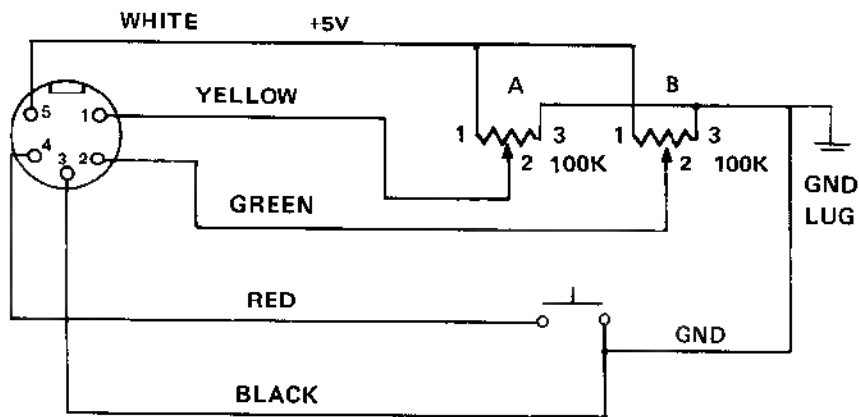 WHITE +5V
YELLOW A B
5 1
4 3 2
1 3 1 3
2 100K 2 100K
GND
LUG
GREEN
RED
GND
BLACK